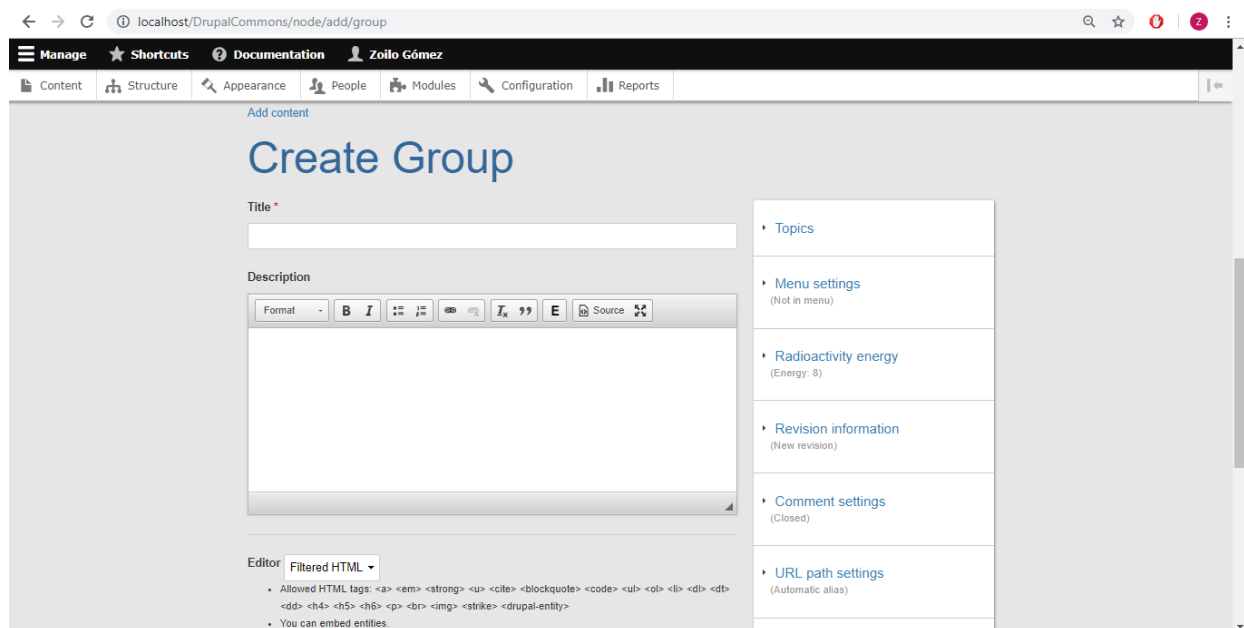 localhost/DrupalCommons/node/add/group
Z
Manage Shortcuts Documentation Zoilo Gómez
Content Structure Appearance People Modules Configuration Reports
Add content
Create Group
Title *
Description
Format B I Tx E Source
Editor Filtered HTML
Allowed HTML tags: <a> <em> <strong> <u> <cite> <blockquote> <code> <ul> <ol> <li> <dl> <dt>
<dd> <h4> <h5> <h6> <p> <br> <img> <strike> <drupal-entity>
You can embed entities.
Topics
Menu settings
(Not in menu)
Radioactivity energy
(Energy: 8)
Revision information
(New revision)
Comment settings
(Closed)
URL path settings
(Automatic alias)